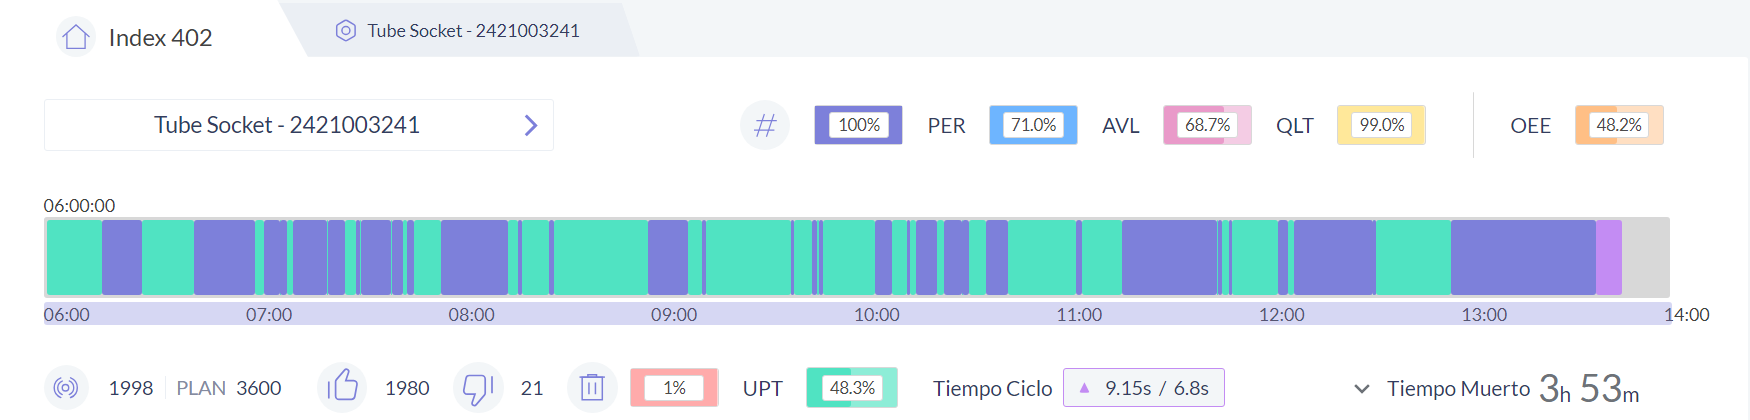 Index 402
Tube Socket - 2421003241
Tube Socket - 2421003241
# 100% PER 71.0% AVL 68.7% QLT 99.0% OEE 48.2%
06:00:00
06:00 07:00 08:00 09:00 10:00 11:00 12:00 13:00 14:00
1998 PLAN 3600 1980 21 1% UPT 48.3% Tiempo Ciclo 9.15s / 6.8s Tiempo Muerto 3h 53m